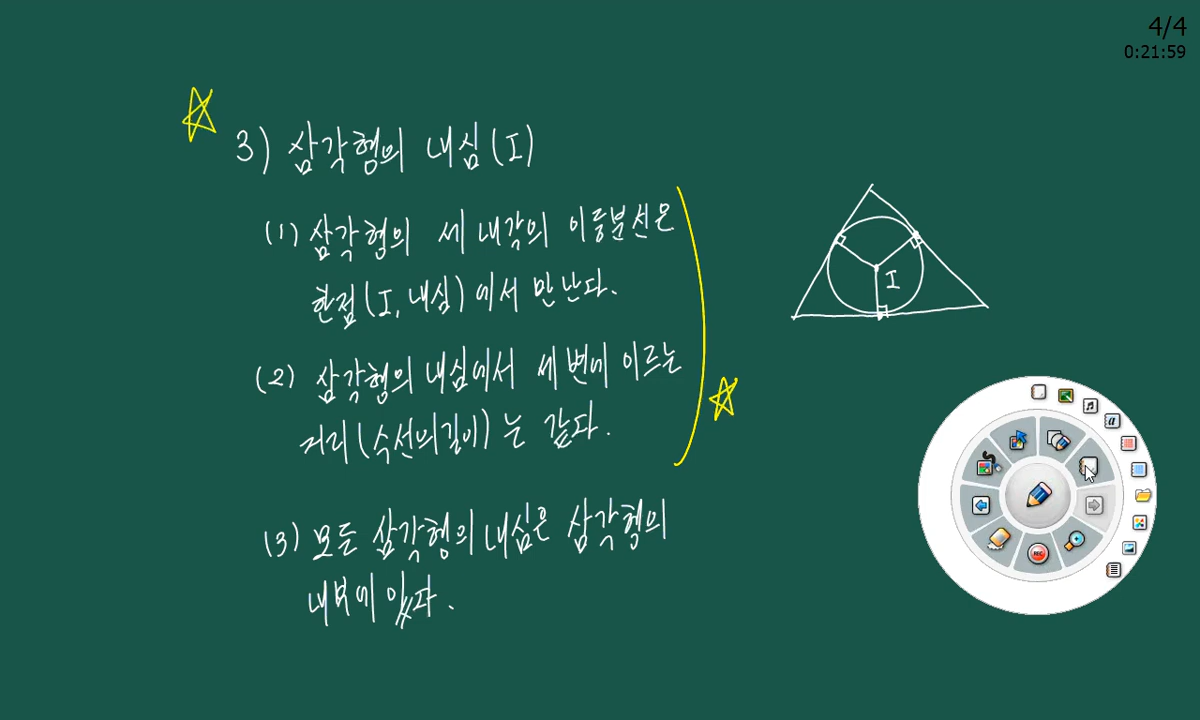 4/4
0:21:59
3) 삼각형의 내심(I)
(1) 삼각형의 세 내각의 이등분선은
한점(I, 내심)에서 만난다.
(2) 삼각형의 내심에서 세 변에 이르는
거리(수선의길이)는 같다.
(3) 모든 삼각형의 내심은 삼각형의
내부에 있다.
I
a
REC